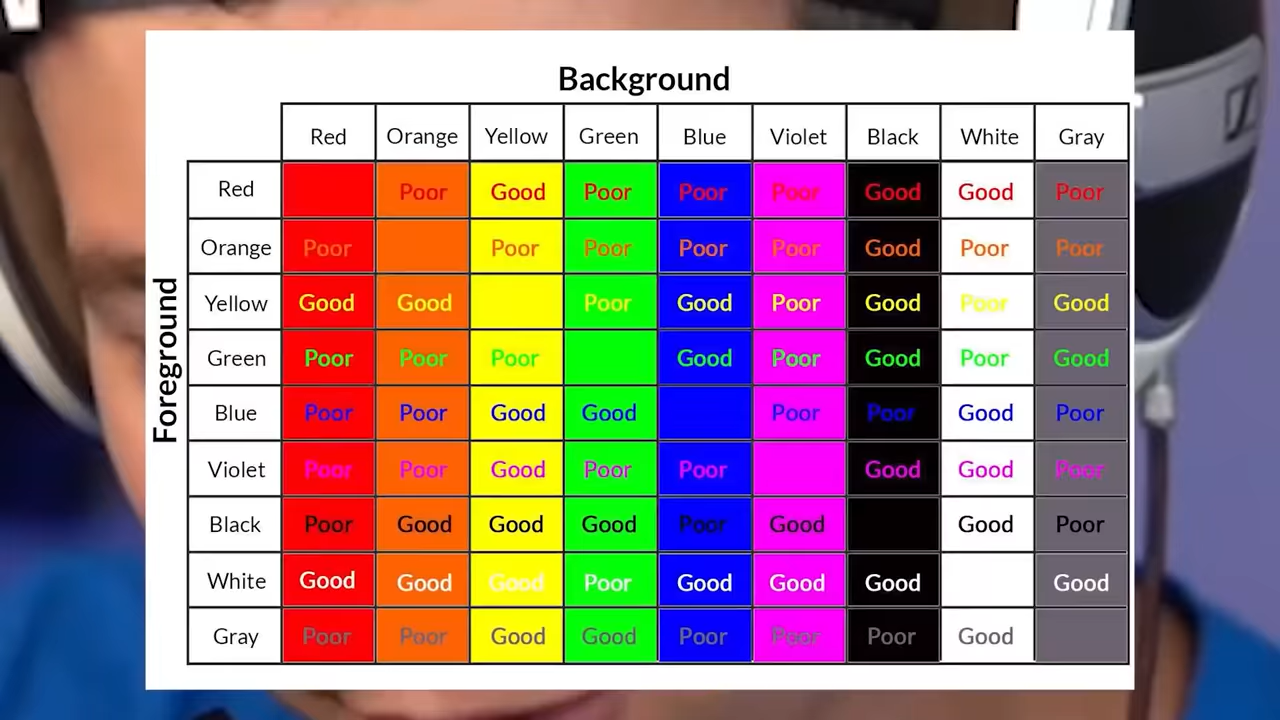 Background
Red Orange Yellow Green Blue Violet Black White Gray
Foreground
Red Poor Good Poor Poor Poor Good Good Poor
Orange Poor Poor Poor Poor Poor Good Poor Poor
Yellow Good Good Poor Good Poor Good Poor Good
Green Poor Poor Poor Good Poor Good Poor Good
Blue Poor Poor Good Good Poor Poor Good Poor
Violet Poor Poor Good Poor Poor Good Good Poor
Black Poor Good Good Good Poor Good Good Poor
White Good Good Good Poor Good Good Good Good
Gray Poor Poor Good Good Poor Poor Poor Good